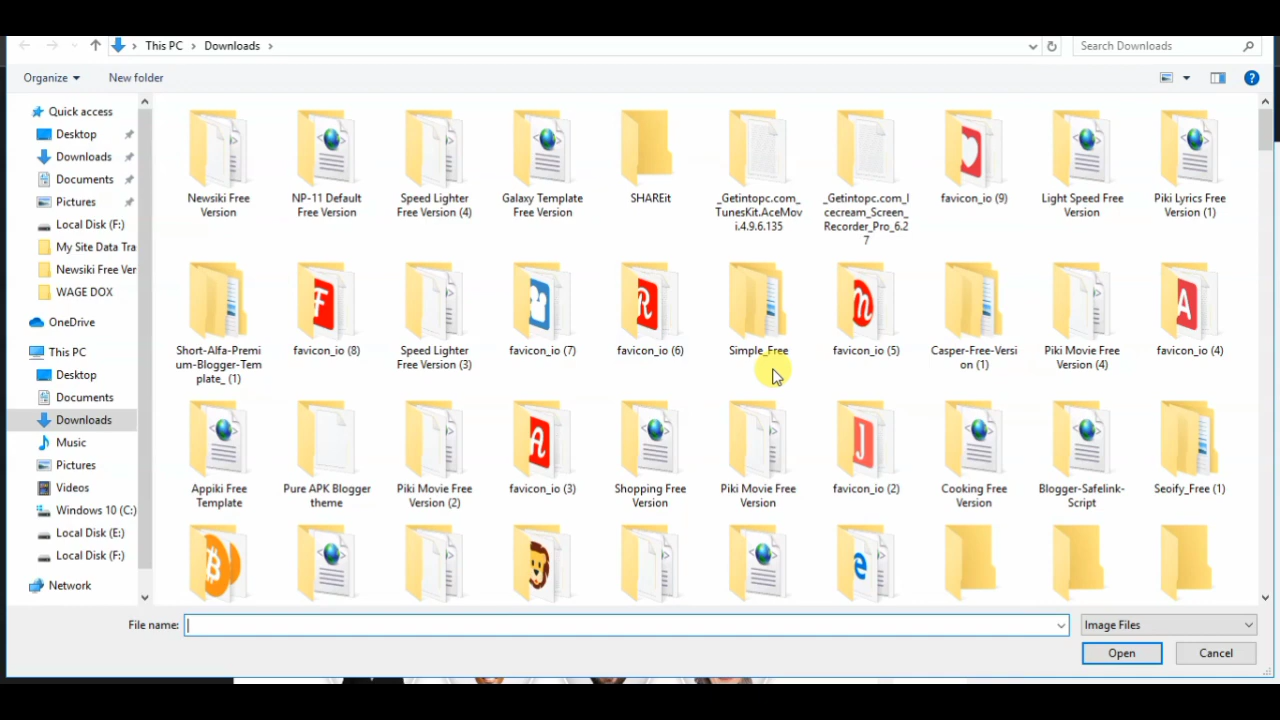 This PC
Downloads
Search Downloads
Organize
New folder
Quick access
Desktop
Downloads
Documents
Pictures
Local Disk (F:)
My Site Data Tra
Newsiki Free Ver
WAGE DOX
OneDrive
This PC
Desktop
Documents
Downloads
Music
Pictures
Videos
Windows 10 (C:)
Local Disk (E:)
Local Disk (F:)
Network
Newsiki Free
Version
NP-11 Default
Free Version
Speed Lighter
Free Version (4)
Galaxy Template
Free Version
SHAREit
_Getintopc.com_
TunesKit.AceMov
i.4.9.6.135
_Getintopc.com_I
cecream_Screen_
Recorder_Pro_6.2
7
favicon_io (9)
Light Speed Free
Version
Piki Lyrics Free
Version (1)
Short-Alfa-Premi
um-Blogger-Tem
plate_ (1)
favicon_io (8)
Speed Lighter
Free Version (3)
favicon_io (7)
favicon_io (6)
Simple_Free
favicon_io (5)
Casper-Free-Versi
on (1)
Piki Movie Free
Version (4)
favicon_io (4)
Appiki Free
Template
Pure APK Blogger
theme
Piki Movie Free
Version (2)
favicon_io (3)
Shopping Free
Version
Piki Movie Free
Version
favicon_io (2)
Cooking Free
Version
Blogger-Safelink-
Script
Seoify_Free (1)
File name:
Image Files
Open
Cancel